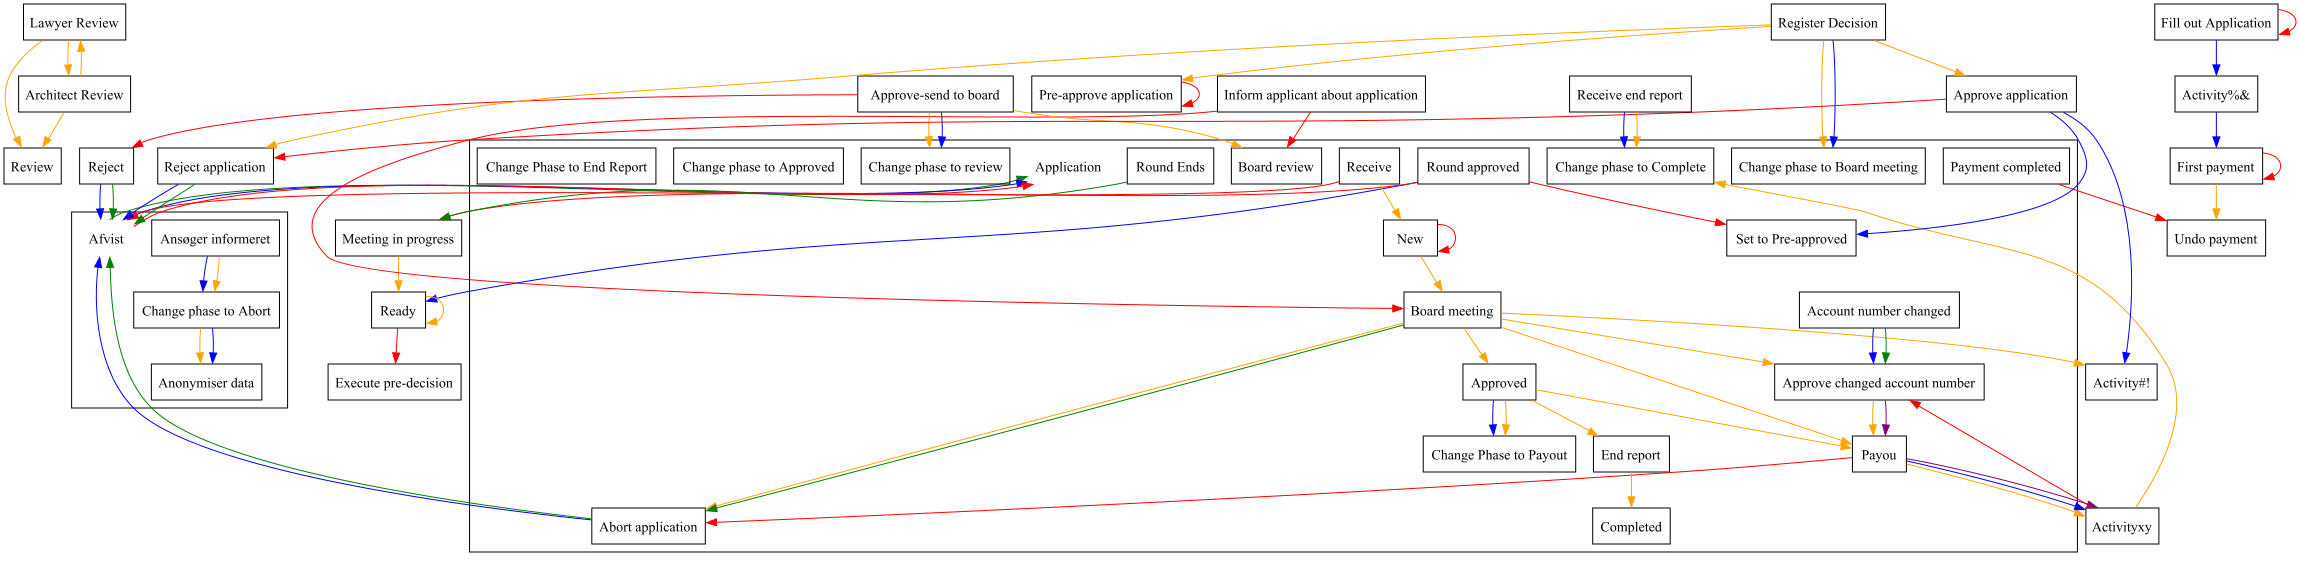 Lawyer Review
Register Decision
Fill out Application
Architect Review
Approve-send to board
Pre-approve application
Inform applicant about application
Receive end report
Approve application
Activity%&
Review
Reject
Reject application
Change Phase to End Report
Change phase to Approved
Change phase to review
Application
Round Ends
Board review
Receive
Round approved
Change phase to Complete
Change phase to Board meeting
Payment completed
First payment
Afvist
Ansøger informeret
Meeting in progress
New
Set to Pre-approved
Undo payment
Change phase to Abort
Ready
Board meeting
Account number changed
Anonymiser data
Execute pre-decision
Approved
Approve changed account number
Activity#!
Change Phase to Payout
End report
Payou
Abort application
Completed
Activityxy